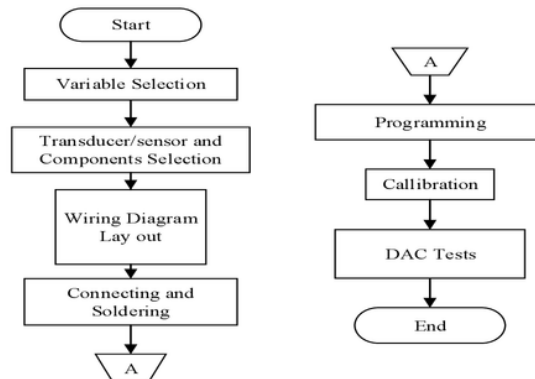 Start
Variable Selection
Transducer/sensor and
Components Selection
Wiring Diagram
Lay out
Connecting and
Soldering
A
A
Programming
Callibration
DAC Tests
End